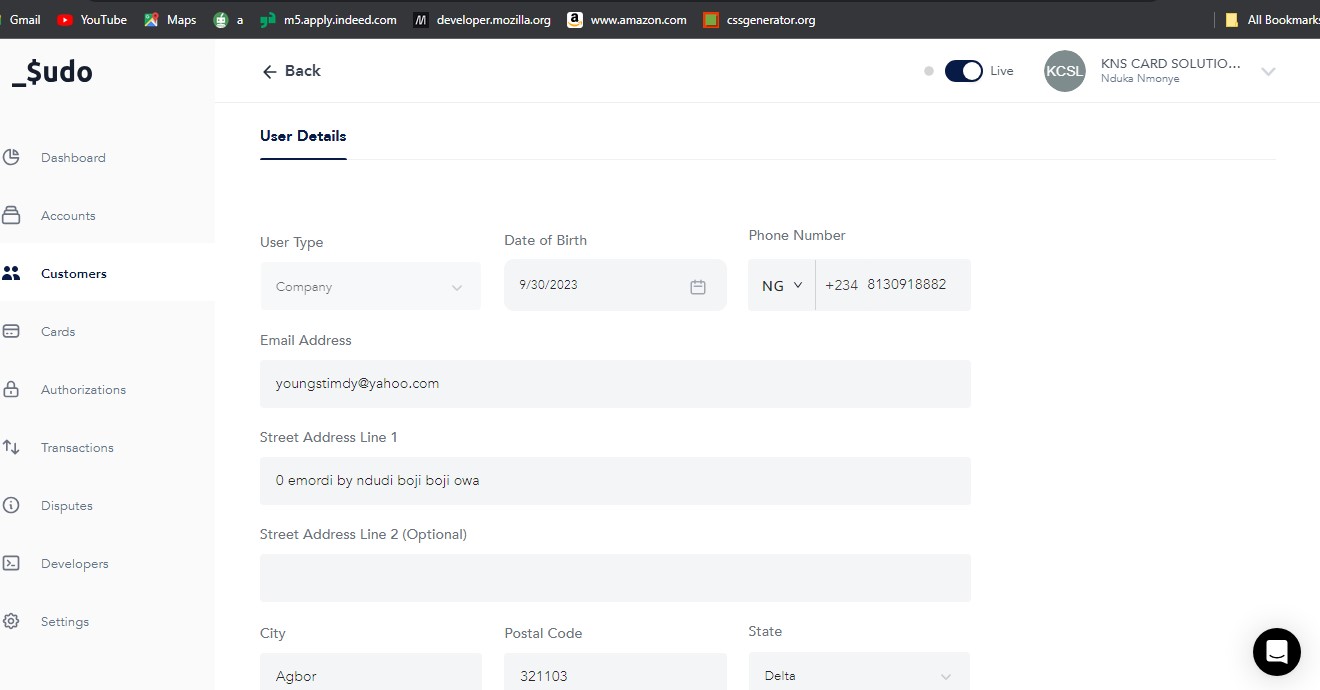 Gmail YouTube Maps a m5.apply.indeed.com developer.mozilla.org www.amazon.com cssgenerator.org All Bookmarks
_$udo
Back
Live
KCSL
KNS CARD SOLUTIO...
Nduka Nmonye
Dashboard
Accounts
Customers
Cards
Authorizations
Transactions
Disputes
Developers
Settings
User Details
User Type
Date of Birth
Phone Number
Company
9/30/2023
NG +234 8130918882
Email Address
youngstimdy@yahoo.com
Street Address Line 1
0 emordi by ndudi boji boji owa
Street Address Line 2 (Optional)
City
Postal Code
State
Agbor
321103
Delta